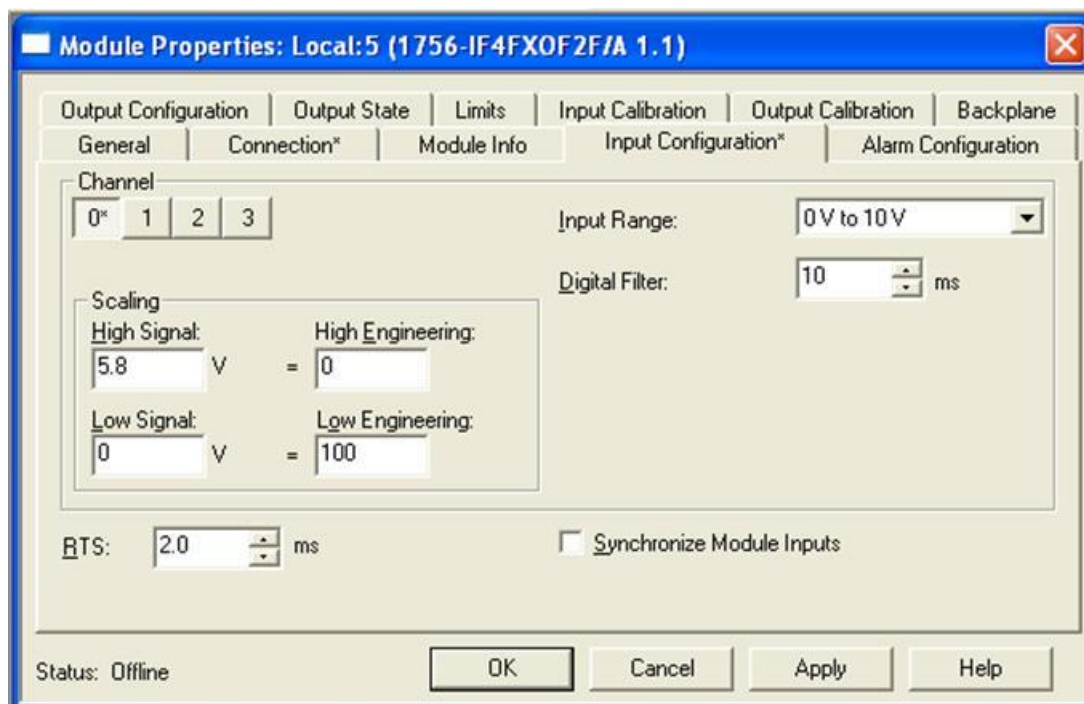 Module Properties: Local:5 (1756-IF4FXOF2F/A 1.1)
Output Configuration Output State Limits Input Calibration Output Calibration Backplane
General Connection* Module Info Input Configuration* Alarm Configuration
Channel
0* 1 2 3
Input Range: 0 V to 10 V
Digital Filter: 10 ms
Scaling
High Signal: High Engineering:
5.8 V = 0
Low Signal: Low Engineering:
0 V = 100
RTS: 2.0 ms Synchronize Module Inputs
Status: Offline OK Cancel Apply Help